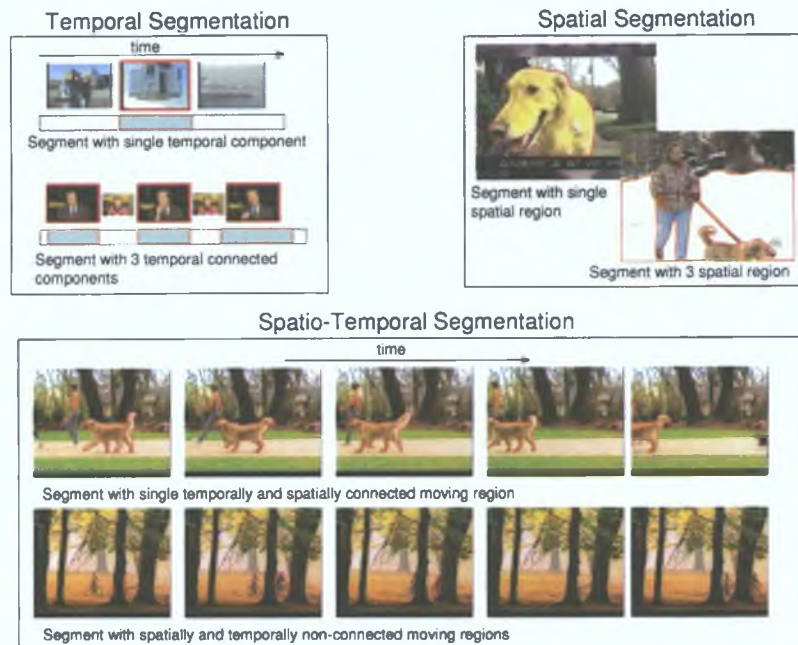 Temporal Segmentation
time
Segment with single temporal component
Segment with 3 temporal connected
components
Spatial Segmentation
Segment with single
spatial region
Segment with 3 spatial region
Spatio-Temporal Segmentation
time
Segment with single temporally and spatially connected moving region
Segment with spatially and temporally non-connected moving regions